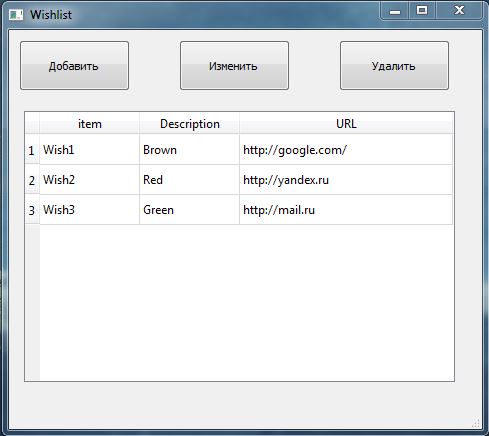 Wishlist
Добавить Изменить Удалить
item Description URL
1 Wish1 Brown http://google.com/
2 Wish2 Red http://yandex.ru
3 Wish3 Green http://mail.ru